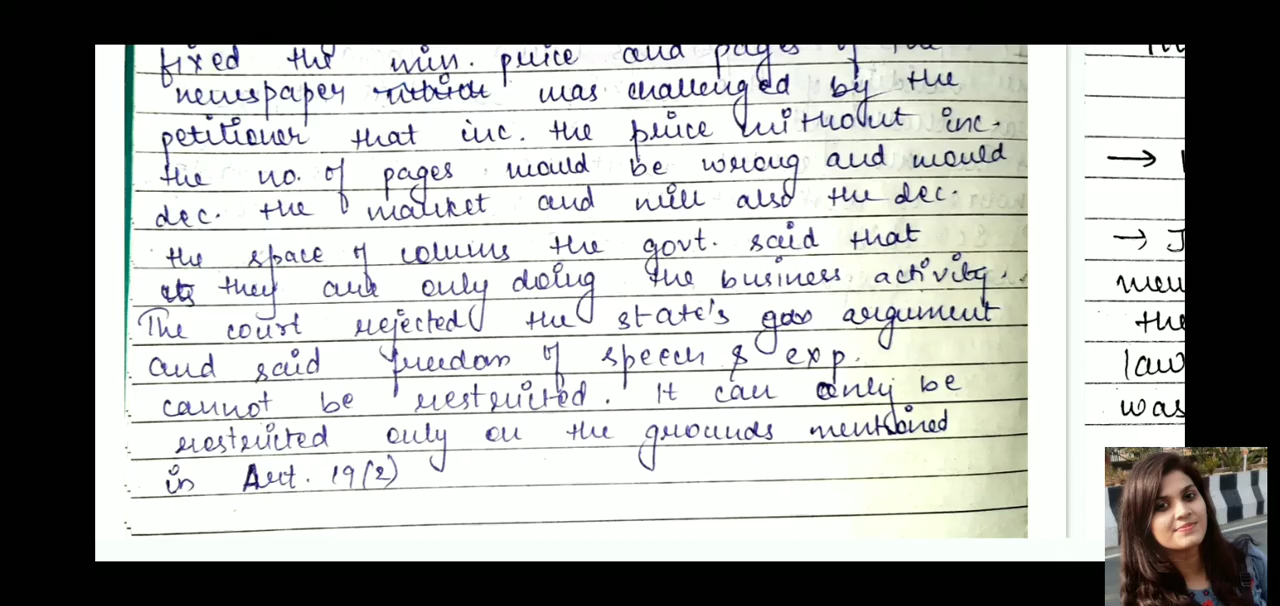 fixed the min. price and pages of the
newspaper which was challenged by the
petitioner that inc. the price without inc.
the no. of pages would be wrong and would
dec. the market and will also the dec.
the space of columns the govt. said that
they are only doing the business activity.
The court rejected the state's argument
and said freedom of speech & exp.
cannot be restricted. It can only be
restricted only on the grounds mentioned
in Art. 19(2)
→
→ J
men
the
law
was